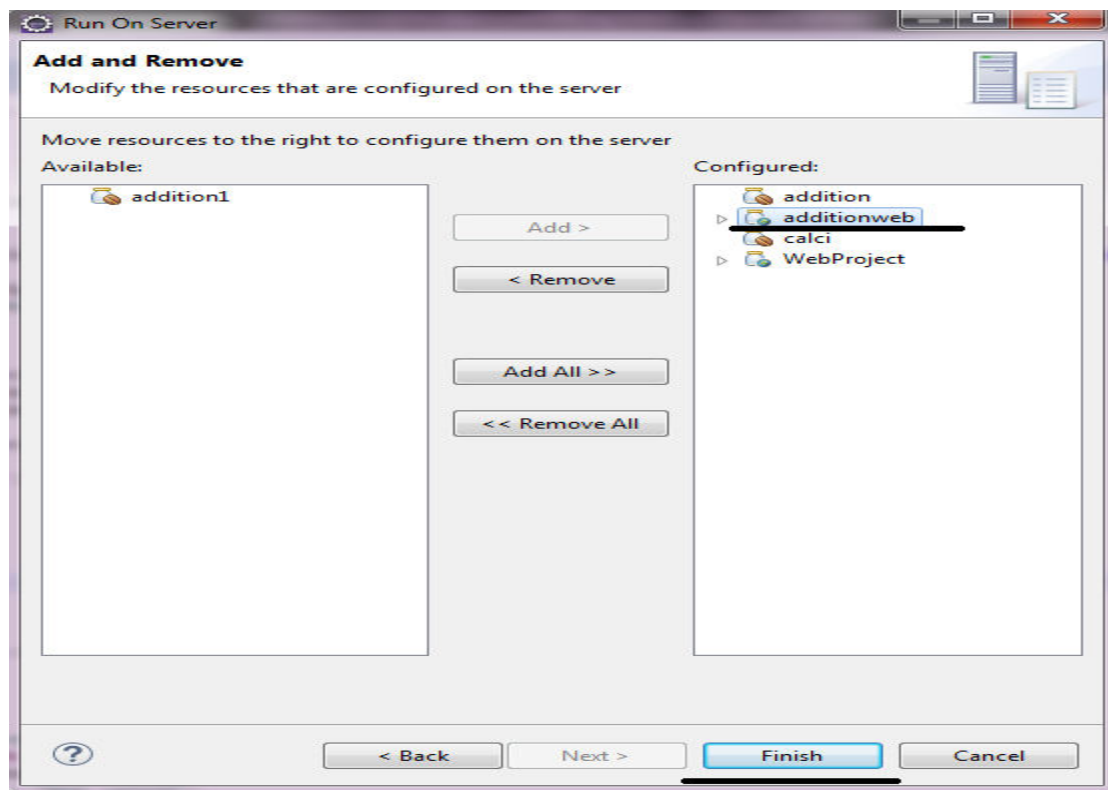 Run On Server
Add and Remove
Modify the resources that are configured on the server
Move resources to the right to configure them on the server
Available:
addition1
Add >
< Remove
Add All >>
<< Remove All
Configured:
addition
additionweb
calci
WebProject
?
< Back
Next >
Finish
Cancel